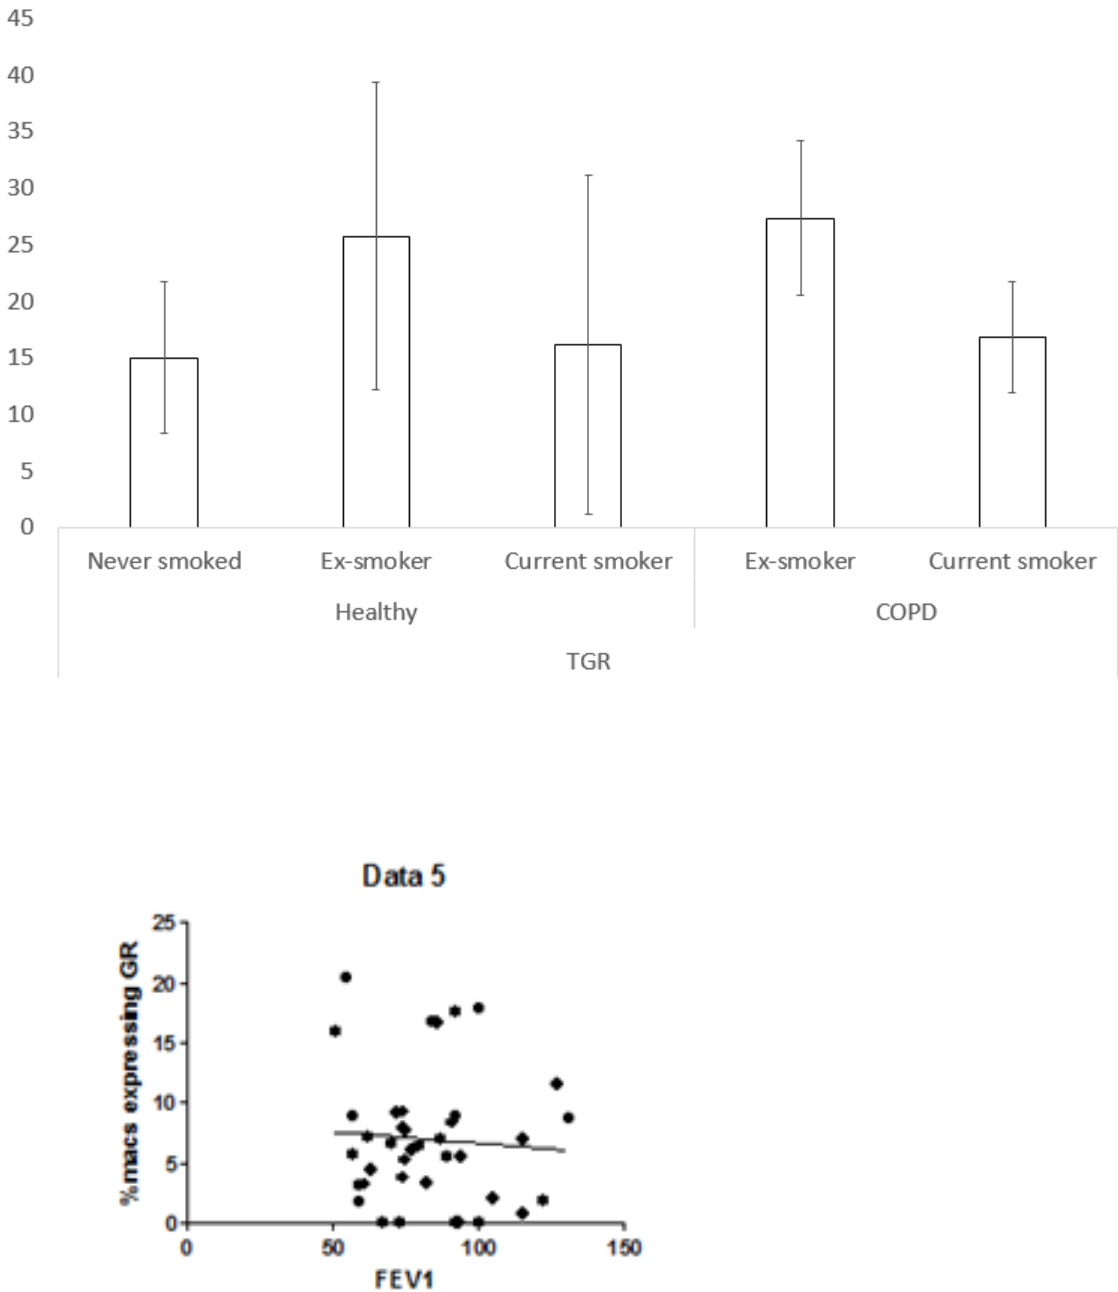 45
40
35
30
25
20
15
10
5
0
Never smoked Ex-smoker Current smoker Ex-smoker Current smoker
Healthy COPD
TGR
Data 5
%macs expressing GR
25
20
15
10
5
0
0 50 100 150
FEV1